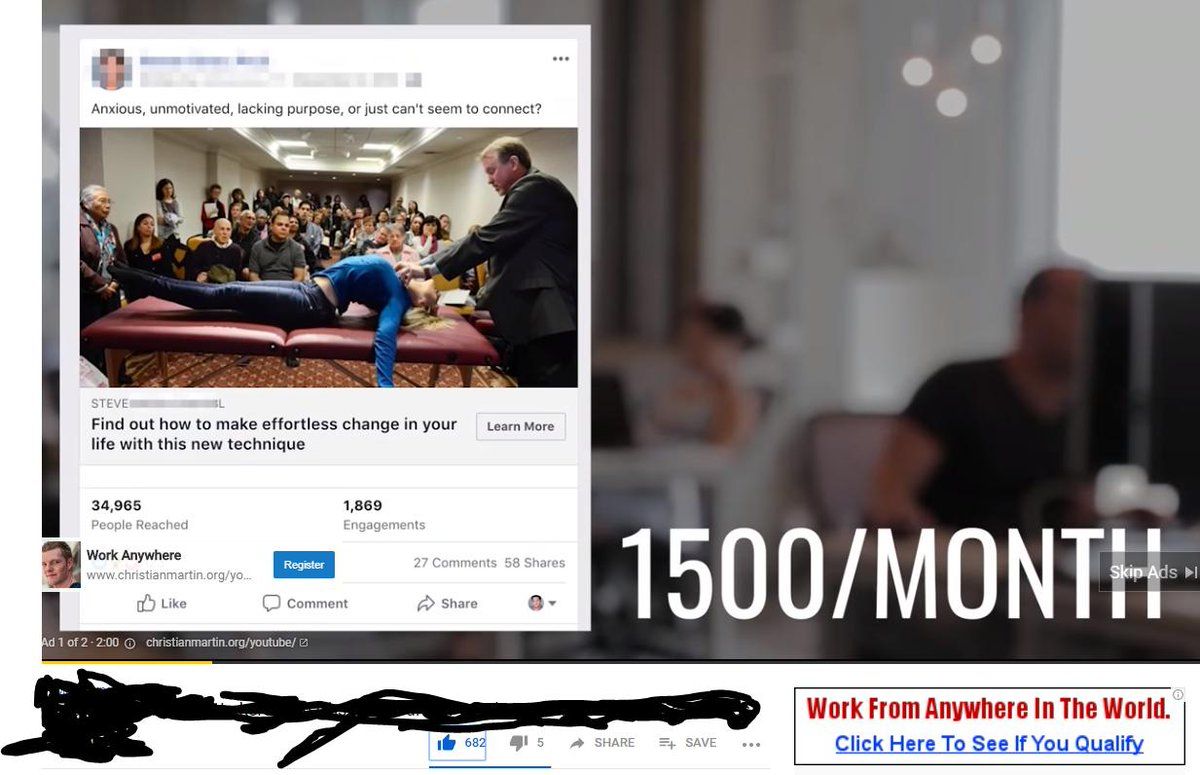 Anxious, unmotivated, lacking purpose, or just can't seem to connect?
STEVE
Find out how to make effortless change in your
life with this new technique
Learn More
34,965
People Reached
1,869
Engagements
27 Comments 58 Shares
Like
Comment
Share
1500/MONTH
Work Anywhere
www.christianmartin.org/yo...
Register
Skip Ads
Ad 1 of 2 · 2:00
christianmartin.org/youtube/
682
5
SHARE
SAVE
Work From Anywhere In The World.
Click Here To See If You Qualify